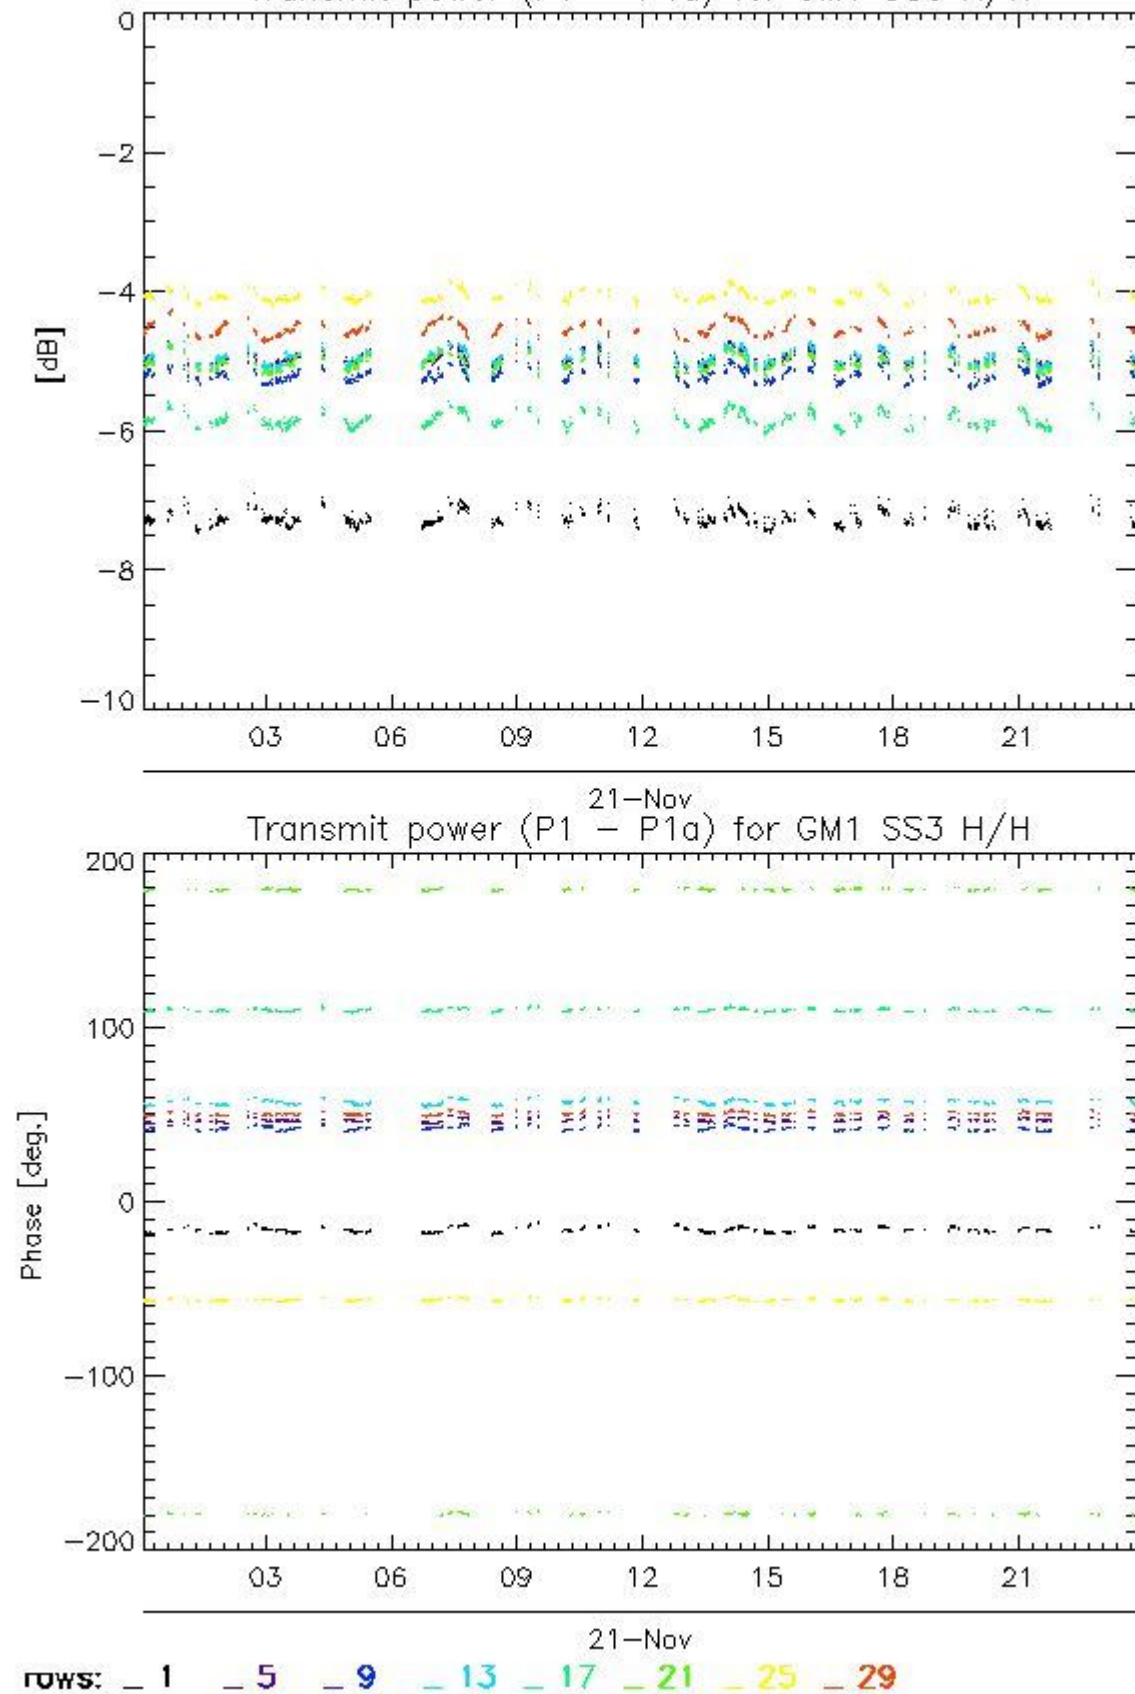 0
-2
-4
[dB]
-6
-8
-10
03 06 09 12 15 18 21
21-Nov
Transmit power (P1 - P1a) for GM1 SS3 H/H
200
100
0
Phase [deg.]
-100
-200
03 06 09 12 15 18 21
21-Nov
rows: _ 1 _ 5 _ 9 _ 13 _ 17 _ 21 _ 25 _ 29